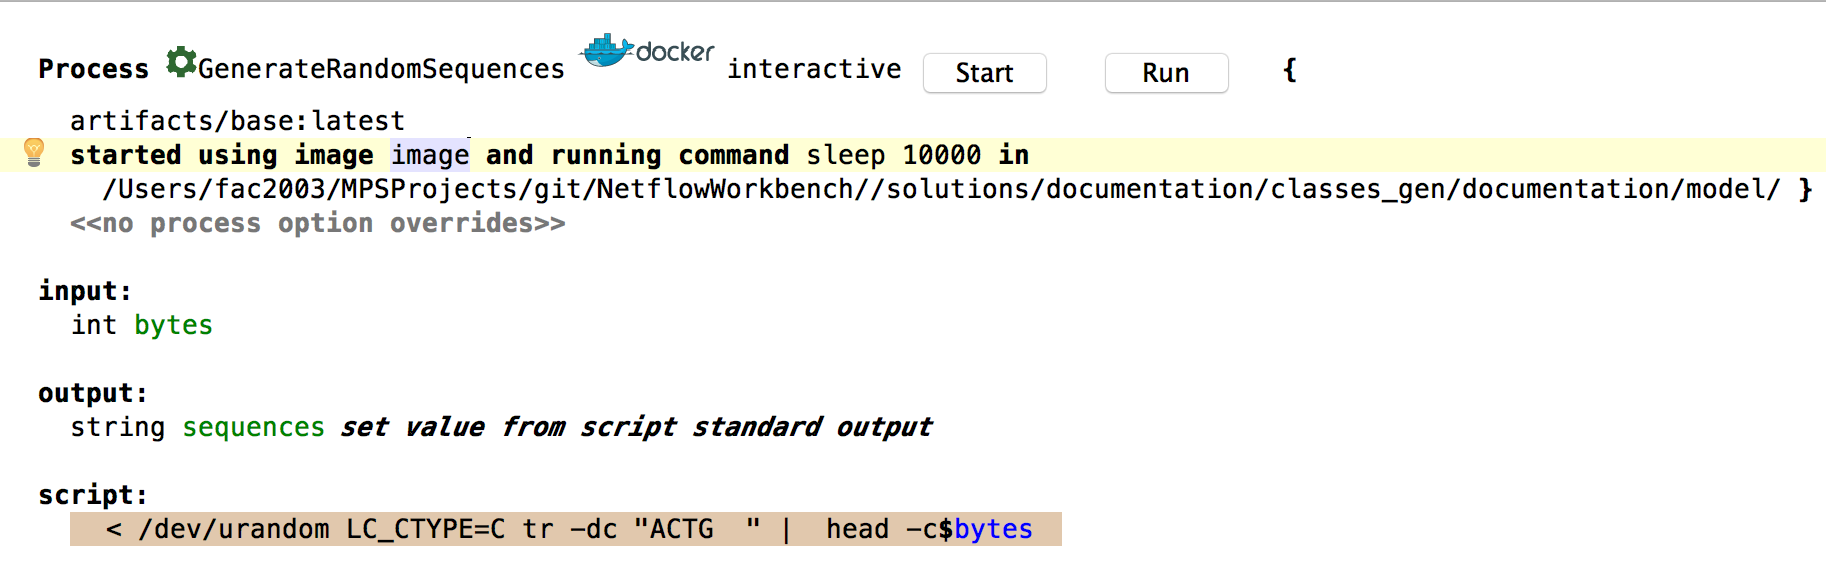 Process GenerateRandomSequences docker interactive Start Run {
artifacts/base:latest
started using image image and running command sleep 10000 in
/Users/fac2003/MPSProjects/git/NetflowWorkbench//solutions/documentation/classes_gen/documentation/model/ }
<<no process option overrides>>
input:
int bytes
output:
string sequences set value from script standard output
script:
< /dev/urandom LC_CTYPE=C tr -dc "ACTG  " |  head -c$bytes